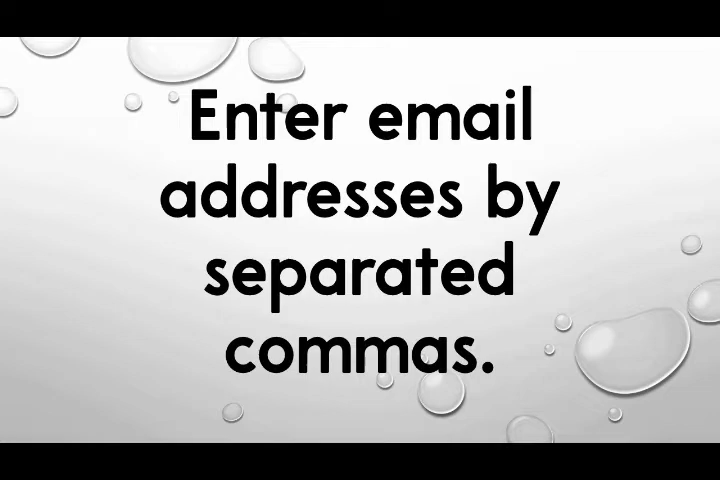 Enter email
addresses by
separated
commas.